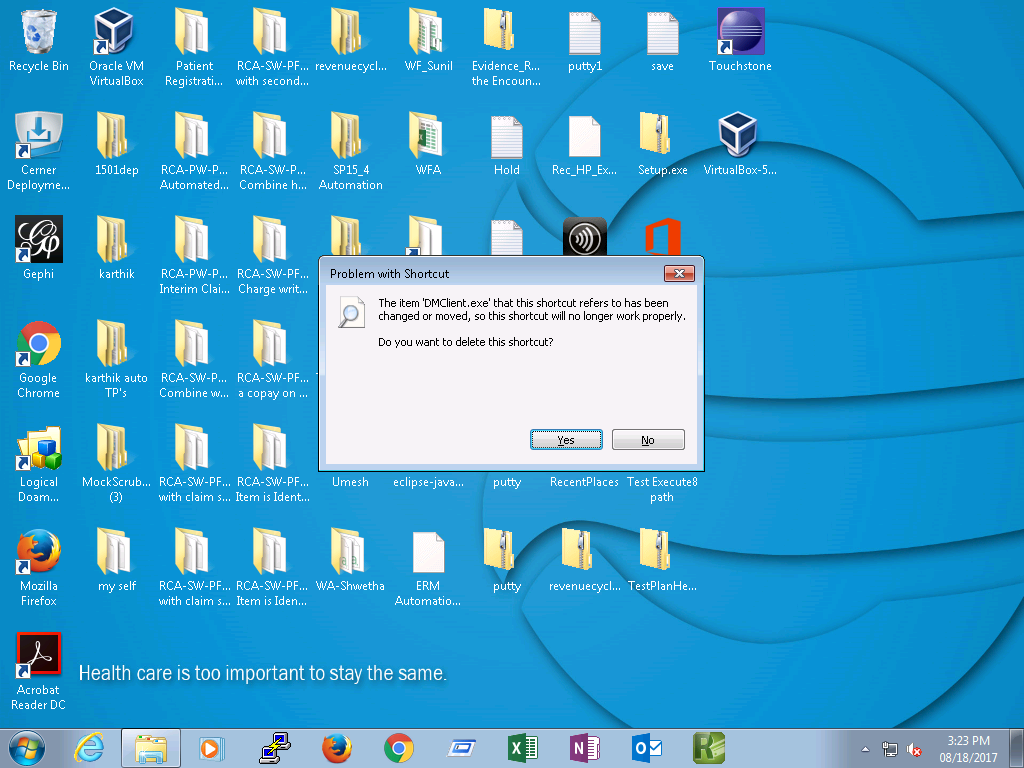 Recycle Bin
Oracle VM
VirtualBox
Patient
Registrati...
RCA-SW-PF...
with second...
revenuecycl...
WF_Sunil
Evidence_R...
the Encoun...
putty1
save
Touchstone
Cerner
Deployme...
1501dep
RCA-PW-P...
Automated...
RCA-SW-P...
Combine h...
SP15_4
Automation
WFA
Hold
Rec_HP_Ex...
Setup.exe
VirtualBox-5...
Gephi
karthik
RCA-PW-P...
Interim Clai...
RCA-SW-PF...
Charge writ...
Problem with Shortcut
The item 'DMClient.exe' that this shortcut refers to has been
changed or moved, so this shortcut will no longer work properly.
Do you want to delete this shortcut?
Yes
No
Google
Chrome
karthik auto
TP's
RCA-SW-P...
Combine w...
RCA-SW-PF...
a copay on ...
Logical
Doam...
MockScrub...
(3)
RCA-SW-PF...
with claim s...
RCA-SW-PF...
Item is Ident...
Umesh
eclipse-java...
putty
RecentPlaces
Test Execute8
path
Mozilla
Firefox
my self
RCA-SW-PF...
with claim s...
RCA-SW-PF...
Item is Iden...
WA-Shwetha
ERM
Automatio...
putty
revenuecycl...
TestPlanHe...
Acrobat
Reader DC
Health care is too important to stay the same.
3:23 PM
08/18/2017